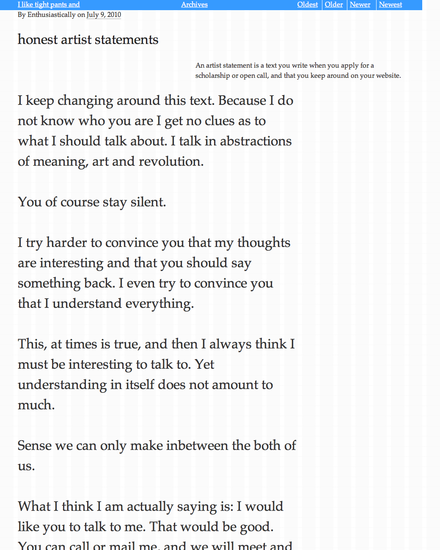 I like tight pants and
Archives
Oldest Older Newer Newest
By Enthusiastically on July 9, 2010
honest artist statements
An artist statement is a text you write when you apply for a
scholarship or open call, and that you keep around on your website.
I keep changing around this text. Because I do
not know who you are I get no clues as to
what I should talk about. I talk in abstractions
of meaning, art and revolution.
You of course stay silent.
I try harder to convince you that my thoughts
are interesting and that you should say
something back. I even try to convince you
that I understand everything.
This, at times is true, and then I always think I
must be interesting to talk to. Yet
understanding in itself does not amount to
much.
Sense we can only make inbetween the both of
us.
What I think I am actually saying is: I would
like you to talk to me. That would be good.
You can call or mail me, and we will meet and